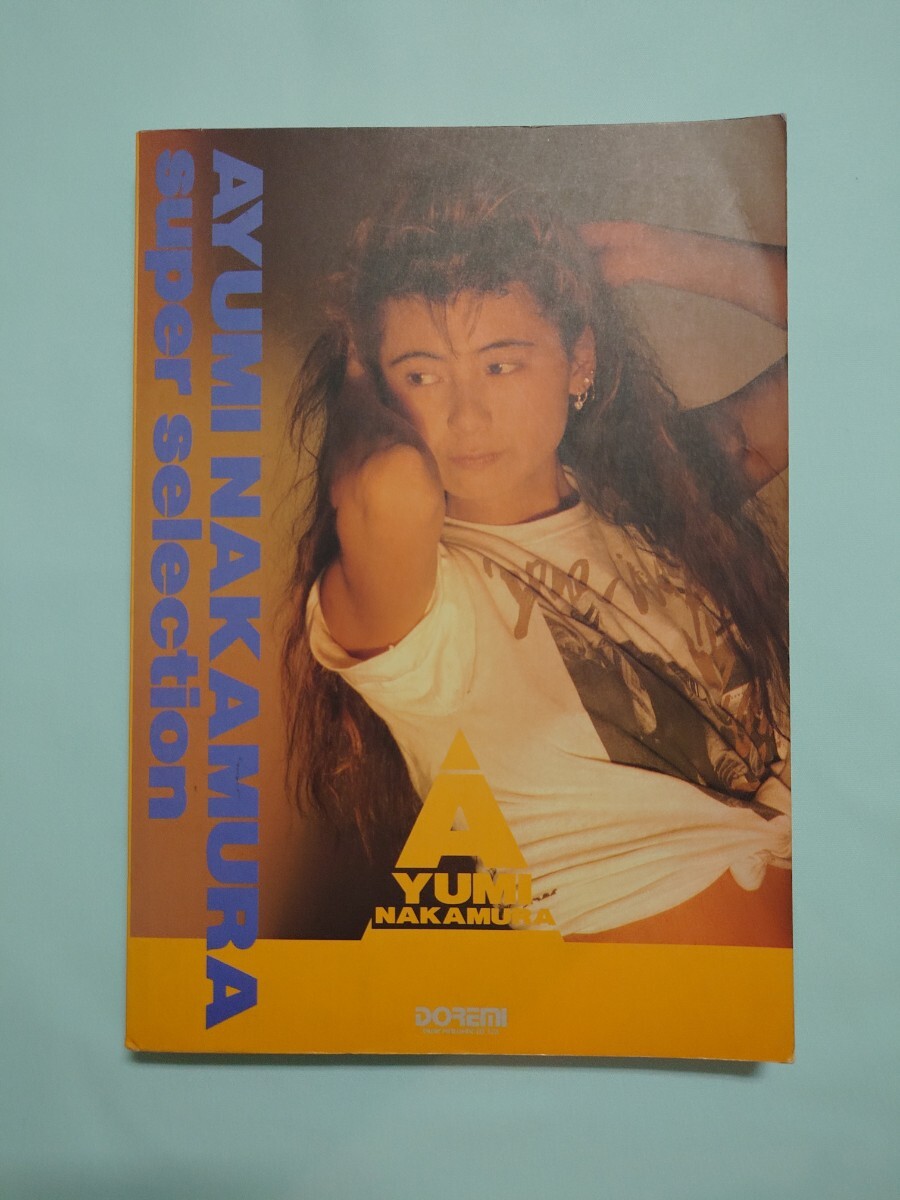 AYUMI NAKAMURA
super selection
A
YUMI
NAKAMURA
DOREMI